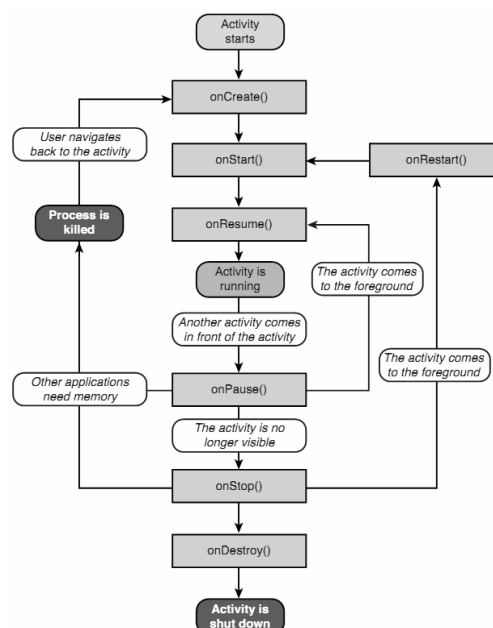 Activity
starts
onCreate()
User navigates
back to the activity
onStart()
onRestart()
Process is
killed
onResume()
Activity is
running
The activity comes
to the foreground
Another activity comes
in front of the activity
The activity comes
to the foreground
Other applications
need memory
onPause()
The activity is no
longer visible
onStop()
onDestroy()
Activity is
shut down